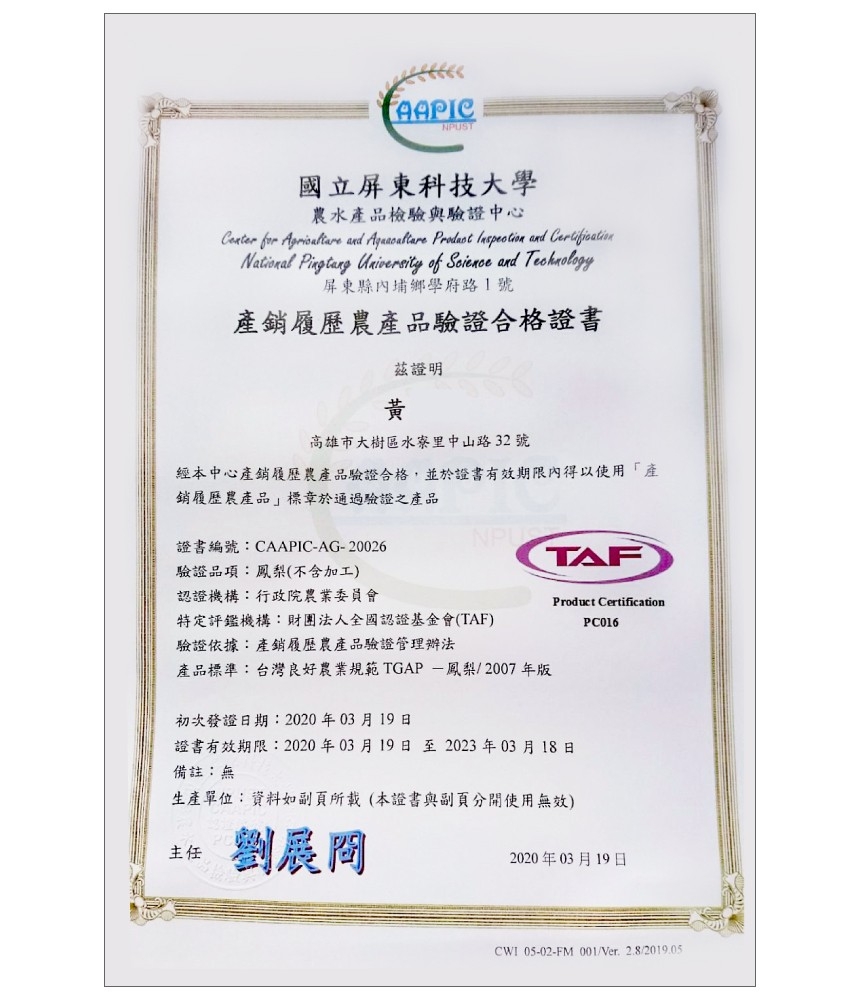 CAAPIC
NPUST
國立屏東科技大學
農水產品檢驗與驗證中心
Center for Agriculture and Aquaculture Product Inspection and Certification
National Pingtung University of Science and Technology
屏東縣內埔鄉學府路1號
產銷履歷農產品驗證合格證書
茲證明
黃
高雄市大樹區水寮里中山路32號
經本中心產銷履歷農產品驗證合格，並於證書有效期限內得以使用「產
銷履歷農產品」標章於通過驗證之產品
證書編號：CAAPIC-AG- 20026
驗證品項：鳳梨(不含加工)
認證機構：行政院農業委員會
特定評鑑機構：財團法人全國認證基金會(TAF)
驗證依據：產銷履歷農產品驗證管理辦法
產品標準：台灣良好農業規範TGAP －鳳梨/ 2007 年版
TAF
Product Certification
PC016
初次發證日期：2020 年 03 月 19 日
證書有效期限：2020 年 03 月 19 日 至 2023 年 03 月 18 日
備註：無
生產單位：資料如副頁所載 (本證書與副頁分開使用無效)
主任 劉展冏
2020 年 03 月 19 日
CWI 05-02-FM 001/Ver. 2.8/2019.05